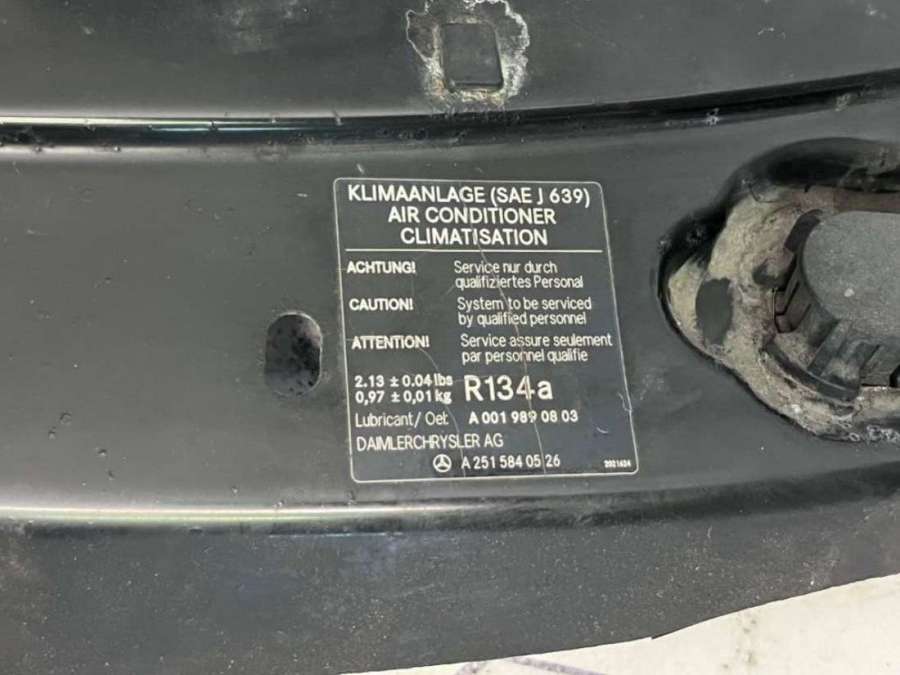 KLIMAANLAGE (SAE J 639)
AIR CONDITIONER
CLIMATISATION
ACHTUNG! Service nur durch
qualifiziertes Personal
CAUTION! System to be serviced
by qualified personnel
ATTENTION! Service assure seulement
par personnel qualifie
2.13 ± 0.04 lbs
0,97 ± 0,01 kg R134a
Lubricant/Oel: A 001 989 08 03
DAIMLERCHRYSLER AG
A 251 584 05 26 2021624